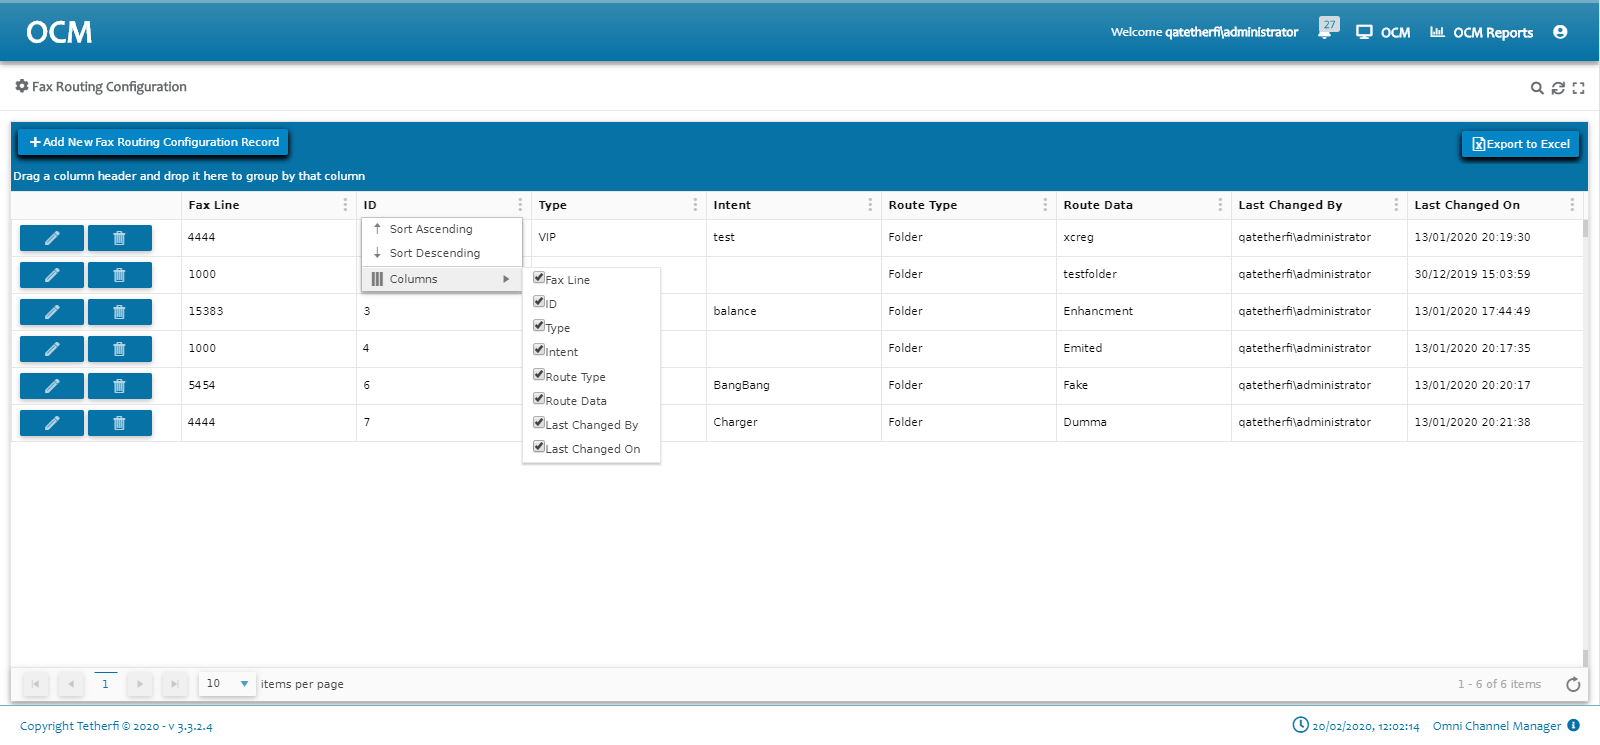 OCM
Welcome qatetherfi\administrator
27
OCM
OCM Reports
Fax Routing Configuration
Add New Fax Routing Configuration Record
Export to Excel
Drag a column header and drop it here to group by that column
Fax Line ID Type Intent Route Type Route Data Last Changed By Last Changed On
4444 VIP test Folder xcreg qatetherfi\administrator 13/01/2020 20:19:30
1000 Folder testfolder qatetherfi\administrator 30/12/2019 15:03:59
15383 3 balance Folder Enhancment qatetherfi\administrator 13/01/2020 17:44:49
1000 4 Folder Emited qatetherfi\administrator 13/01/2020 20:17:35
5454 6 BangBang Folder Fake qatetherfi\administrator 13/01/2020 20:20:17
4444 7 Charger Folder Dumma qatetherfi\administrator 13/01/2020 20:21:38
Sort Ascending
Sort Descending
Columns
Fax Line
ID
Type
Intent
Route Type
Route Data
Last Changed By
Last Changed On
1 10 items per page 1 - 6 of 6 items
Copyright Tetherfi © 2020 - v 3.3.2.4
20/02/2020, 12:02:14 Omni Channel Manager